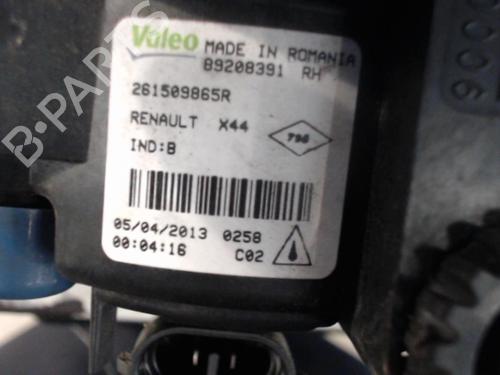 Valeo
MADE IN ROMANIA
89208391 RH
261509865R
RENAULT X44
796
IND:B
05/04/2013 0258
00:04:16 C02
B-PARTS